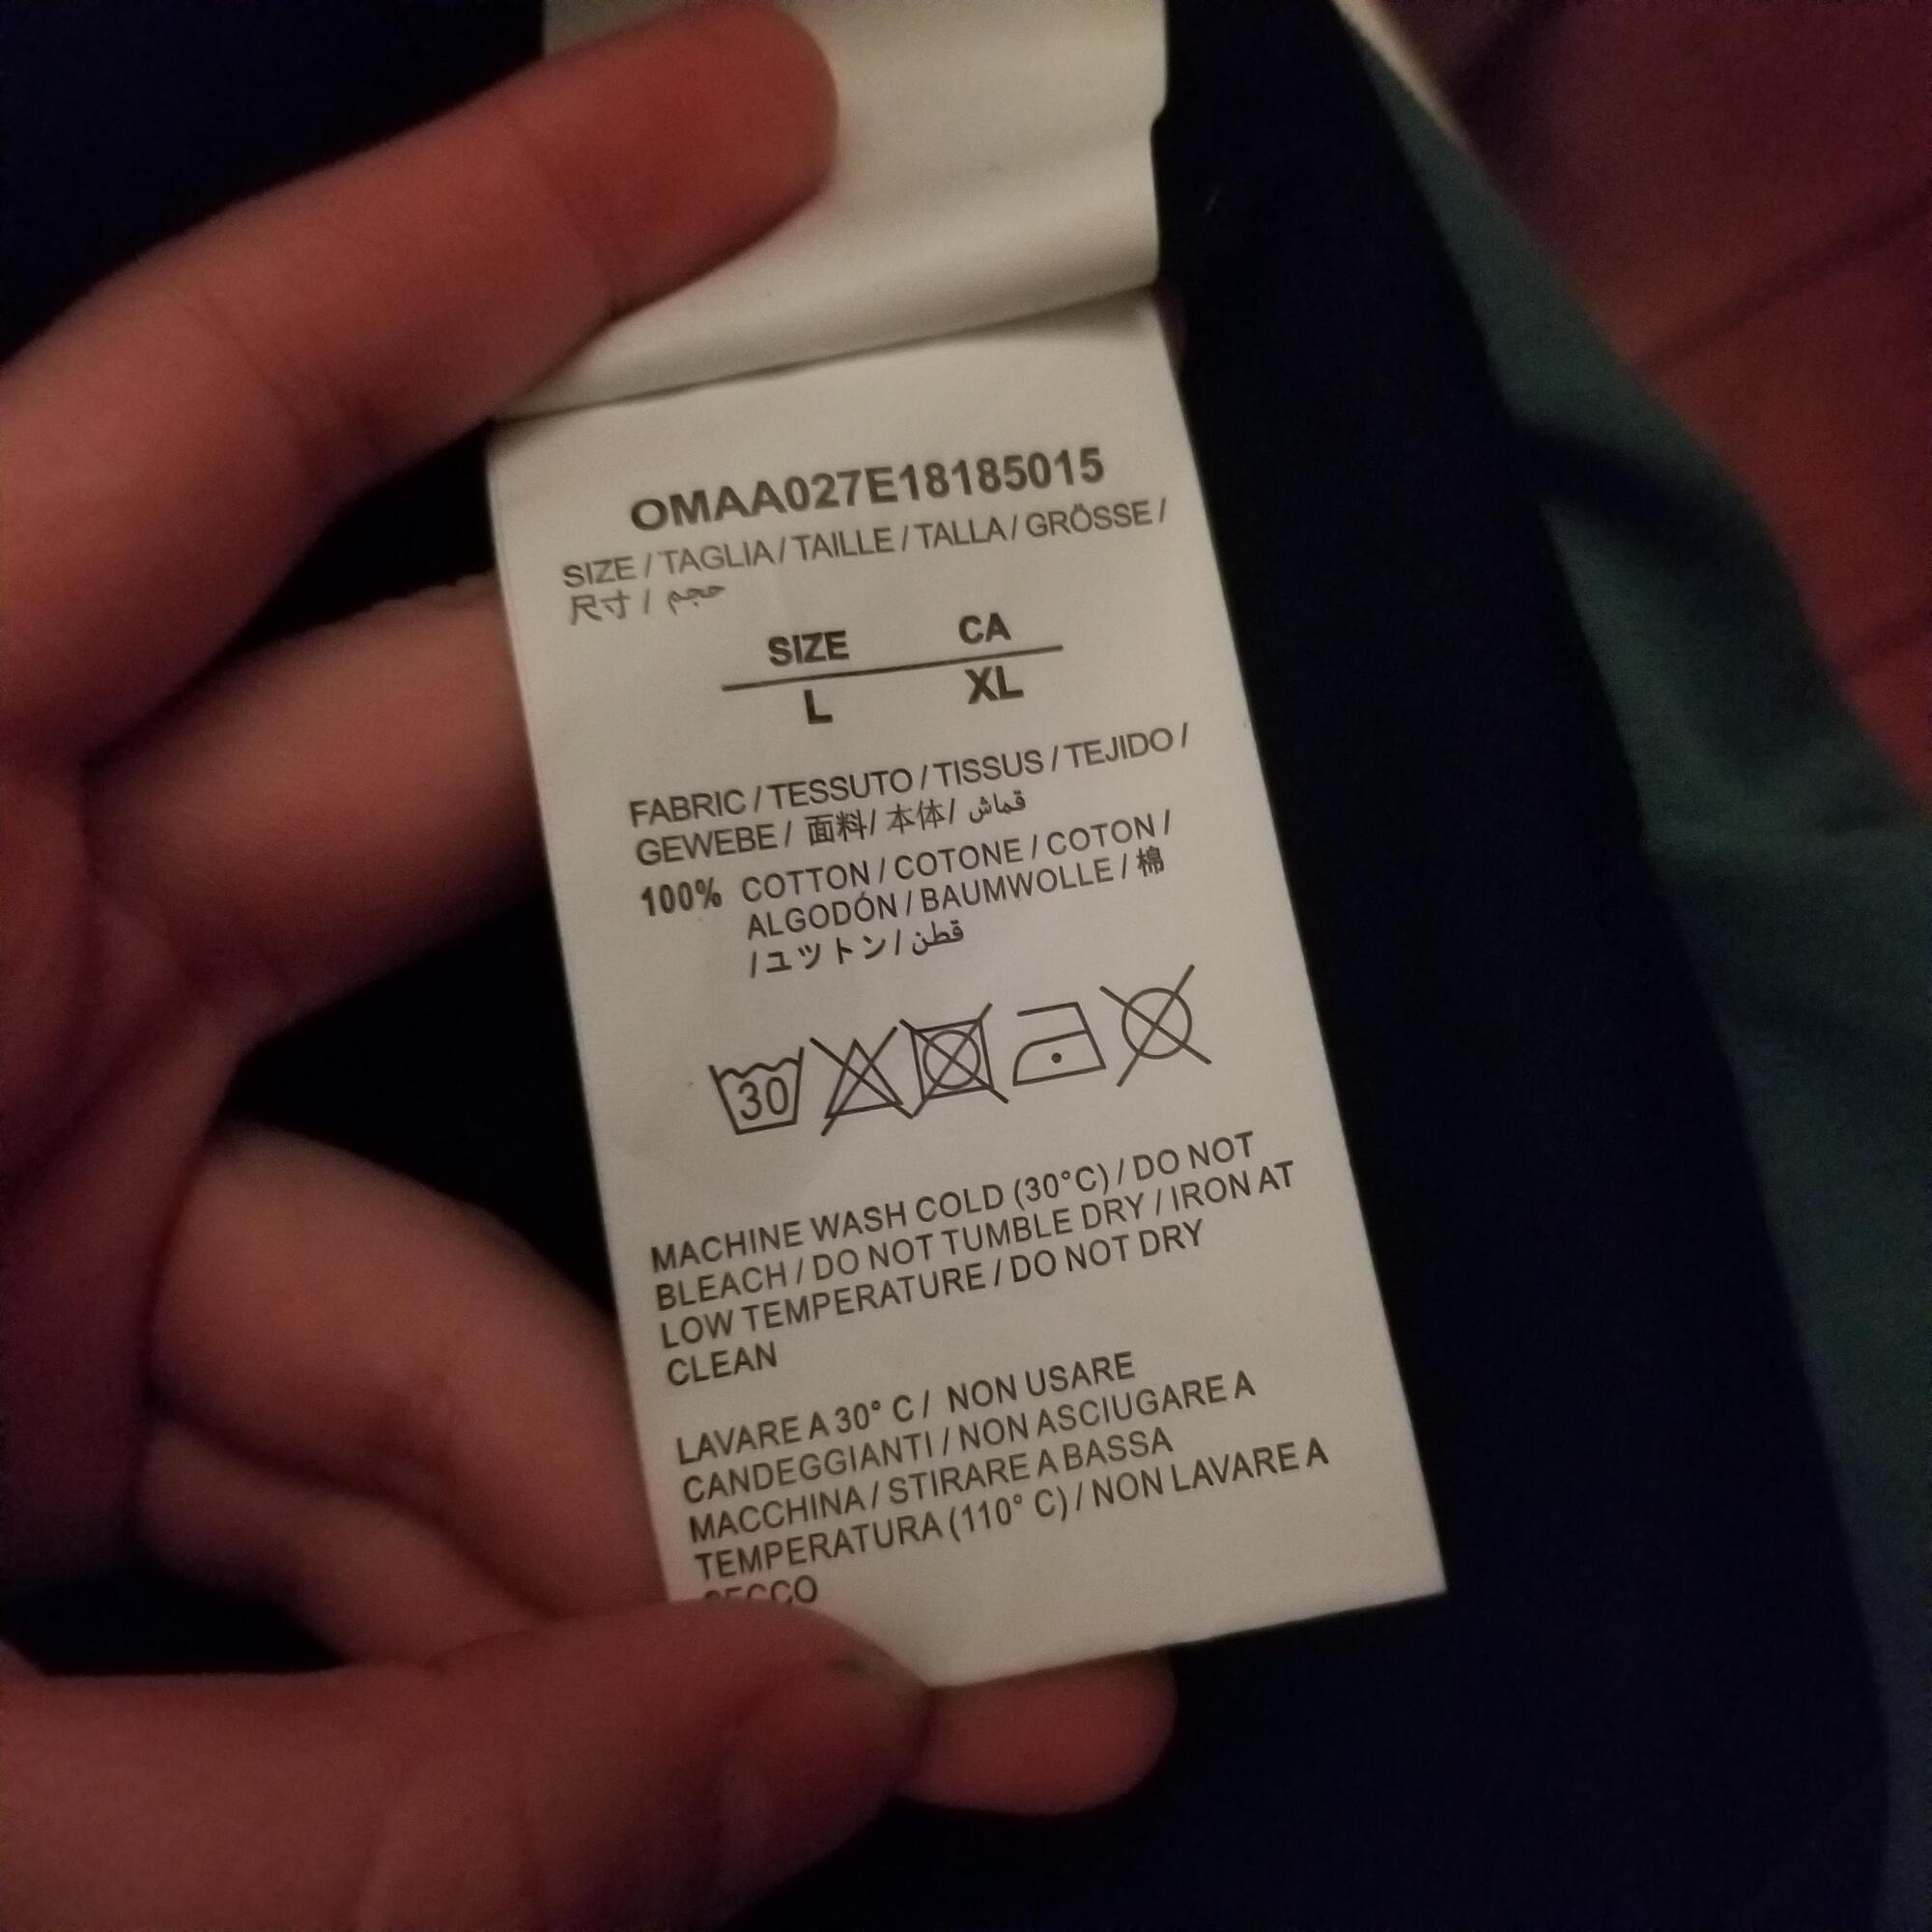 OMAA027E18185015
SIZE / TAGLIA / TAILLE / TALLA / GRÖSSE /
尺寸 / حجم
SIZE CA
L XL
FABRIC / TESSUTO / TISSUS / TEJIDO /
GEWEBE / 面料/ 本体/ قماش
100% COTTON / COTONE / COTON /
ALGODÓN / BAUMWOLLE / 棉
/ユットン/ قطن
30
MACHINE WASH COLD (30°C) / DO NOT
BLEACH / DO NOT TUMBLE DRY / IRON AT
LOW TEMPERATURE / DO NOT DRY
CLEAN
LAVARE A 30° C / NON USARE
CANDEGGIANTI / NON ASCIUGARE A
MACCHINA / STIRARE A BASSA
TEMPERATURA (110° C) / NON LAVARE A
SECCO